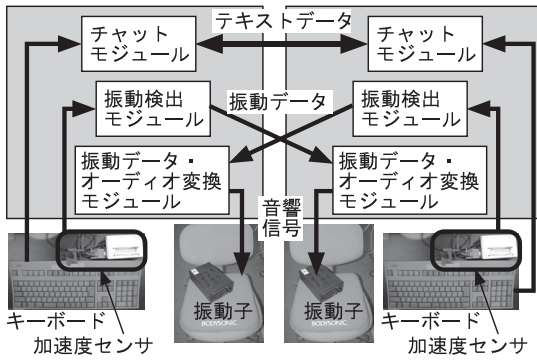 テキストデータ
チャット
モジュール
チャット
モジュール
振動検出
モジュール
振動データ
振動検出
モジュール
振動データ・
オーディオ変換
モジュール
振動データ・
オーディオ変換
モジュール
音響
信号
振動子
BODYSONIC
振動子
BODYSONIC
キーボード
加速度センサ
キーボード
加速度センサ